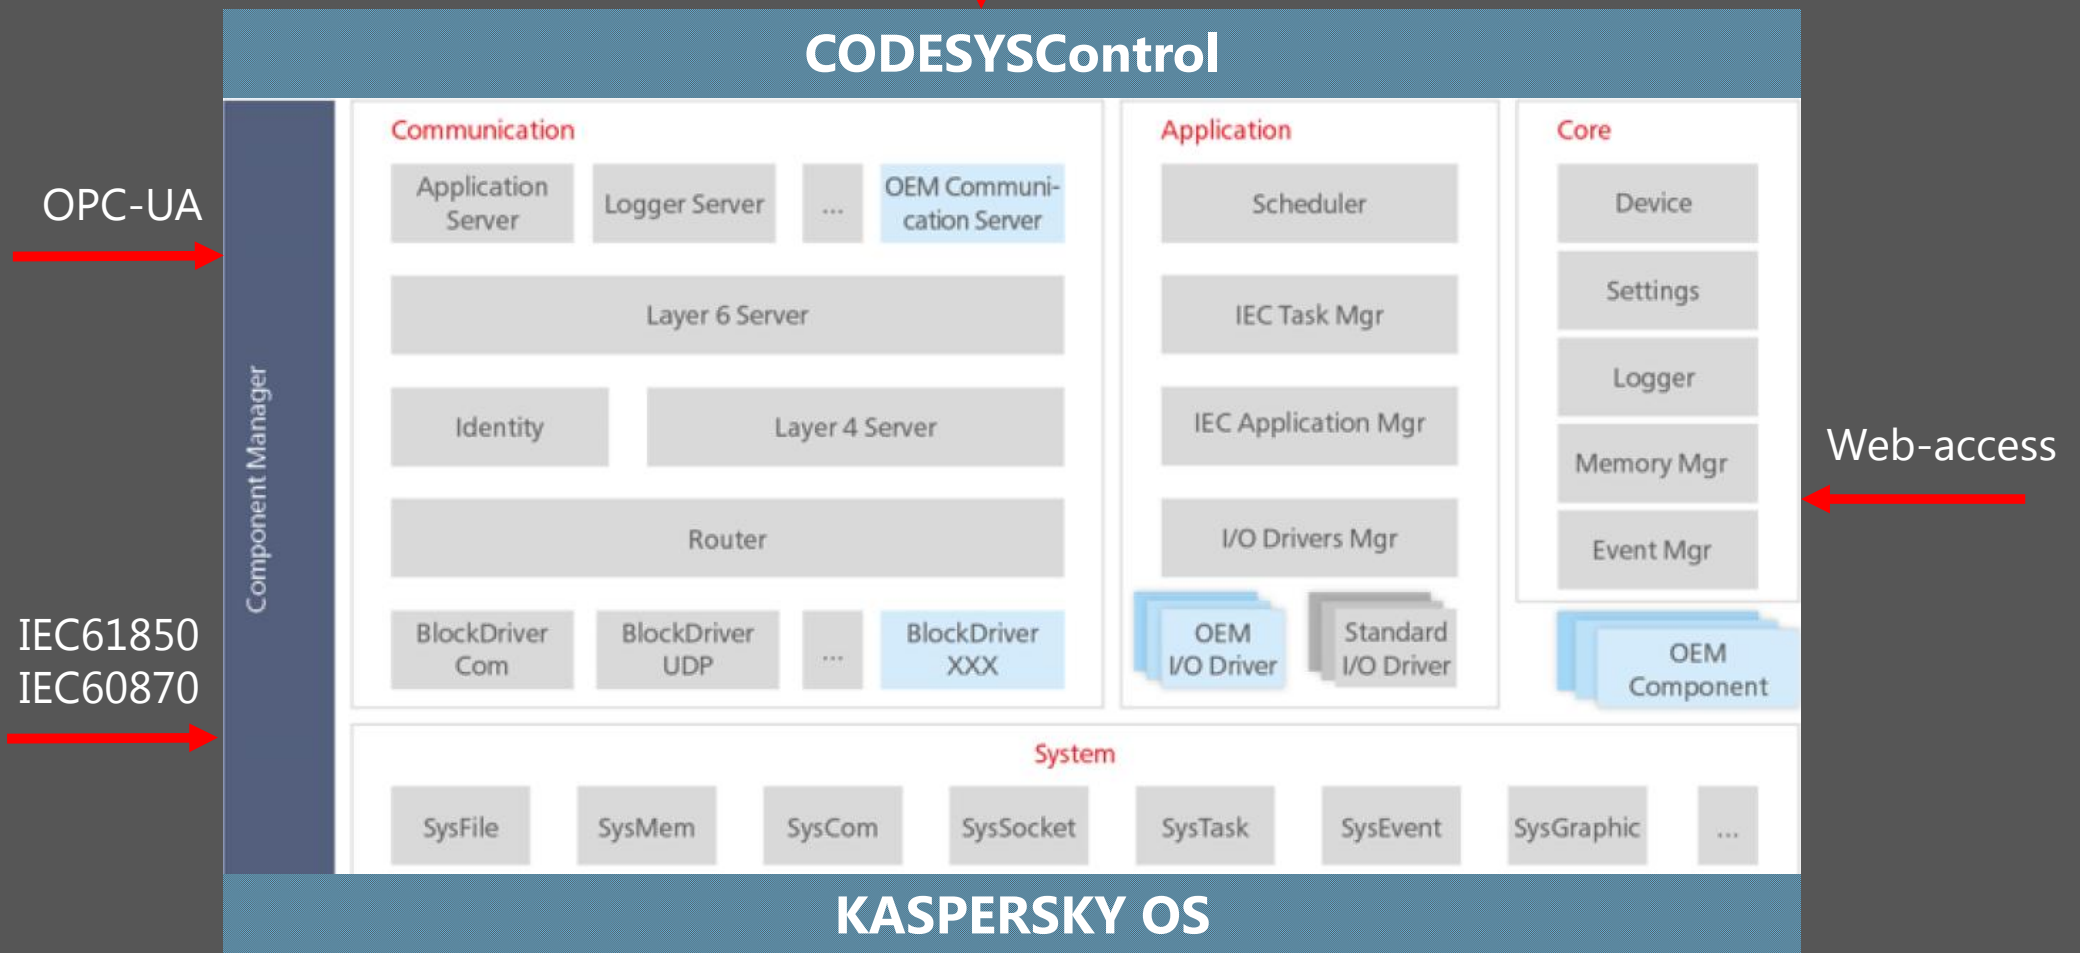 CODESYSControl
OPC-UA
IEC61850
IEC60870
Component Manager
Communication
Application
Server
Logger Server
...
OEM Communi-
cation Server
Layer 6 Server
Identity
Layer 4 Server
Router
BlockDriver
Com
BlockDriver
UDP
...
BlockDriver
XXX
Application
Scheduler
IEC Task Mgr
IEC Application Mgr
I/O Drivers Mgr
OEM
I/O Driver
Standard
I/O Driver
Core
Device
Settings
Logger
Memory Mgr
Event Mgr
OEM
Component
Web-access
System
SysFile
SysMem
SysCom
SysSocket
SysTask
SysEvent
SysGraphic
...
KASPERSKY OS